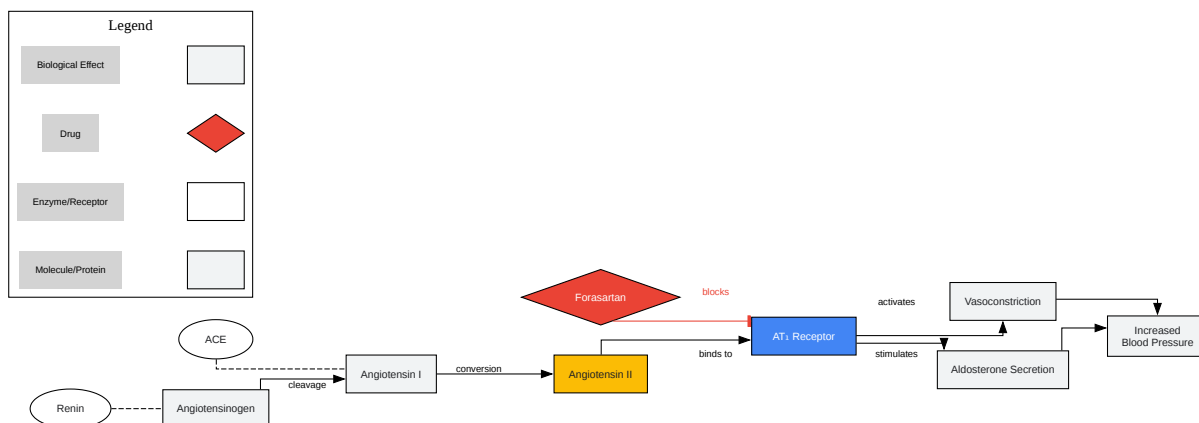 Legend
Biological Effect
Drug
Enzyme/Receptor
Molecule/Protein
Forasartan
blocks
activates
Vasoconstriction
Increased
Blood Pressure
ACE
AT₁ Receptor
binds to
stimulates
Aldosterone Secretion
Angiotensin I
conversion
Angiotensin II
cleavage
Renin
Angiotensinogen